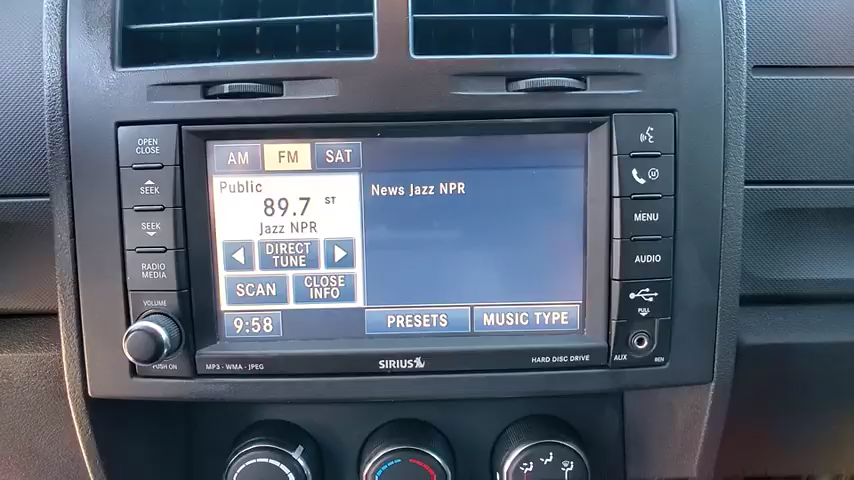 OPEN
CLOSE
SEEK
SEEK
RADIO
MEDIA
VOLUME
PUSH ON
AM FM SAT
Public
89.7 ST
Jazz NPR
DIRECT
TUNE
SCAN
CLOSE
INFO
9:58
News Jazz NPR
PRESETS
MUSIC TYPE
MP3 - WMA - JPEG
SIRIUS
HARD DISC DRIVE
MENU
AUDIO
PULL
AUX